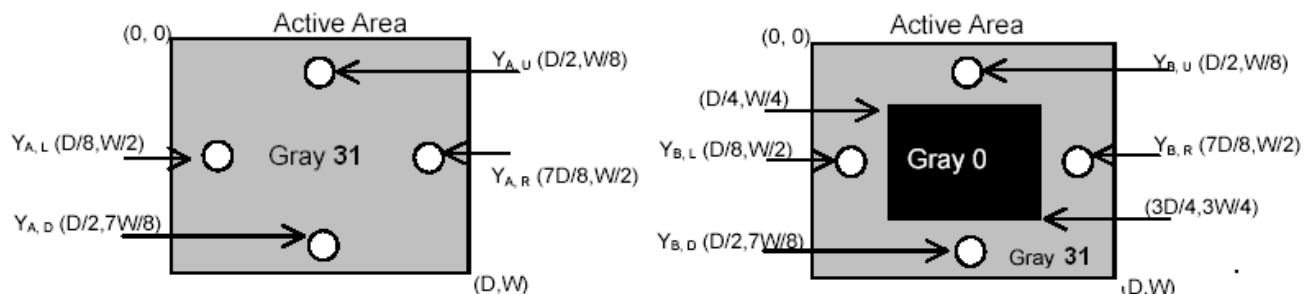 Active Area
(0, 0)
YA, U (D/2,W/8)
YA, L (D/8,W/2)
Gray 31
YA, R (7D/8,W/2)
YA, D (D/2,7W/8)
(D,W)
Active Area
(0, 0)
YB, U (D/2,W/8)
(D/4,W/4)
YB, L (D/8,W/2)
Gray 0
YB, R (7D/8,W/2)
(3D/4,3W/4)
YB, D (D/2,7W/8)
Gray 31
(D,W)